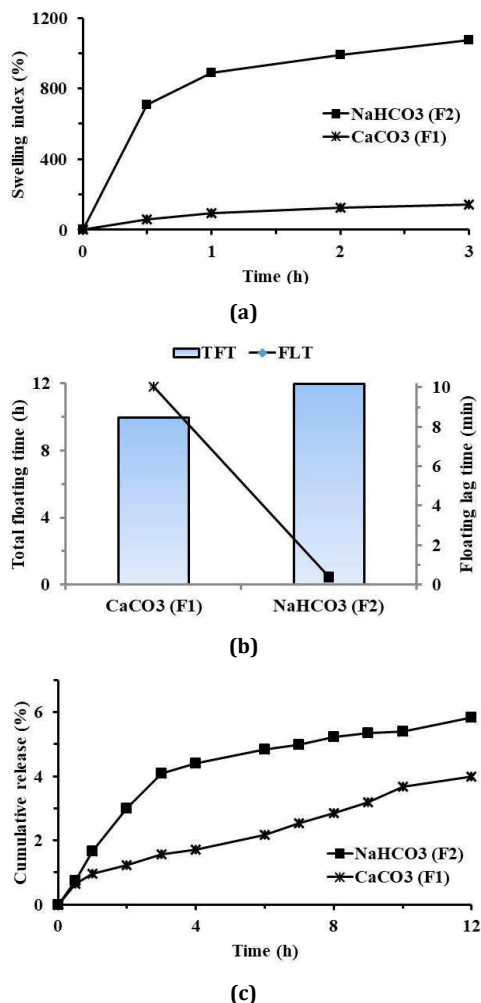 1200
800
400
0
Swelling index (%)
NaHCO3 (F2)
CaCO3 (F1)
0 1 2 3
Time (h)
(a)
TFT FLT
12
8
4
0
Total floating time (h)
10
8
6
4
2
0
Floating lag time (min)
CaCO3 (F1) NaHCO3 (F2)
(b)
6
4
2
0
Cumulative release (%)
NaHCO3 (F2)
CaCO3 (F1)
0 4 8 12
Time (h)
(c)